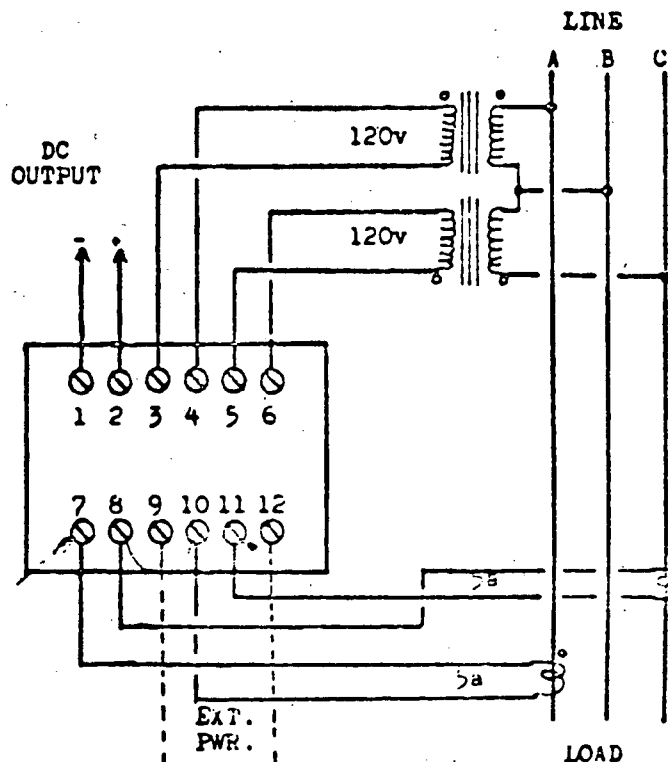 LINE
A B C
120v
DC
OUTPUT
120v
- +
1 2 3 4 5 6
7 8 9 10 11 12
5a
5a
EXT.
PWR.
LOAD